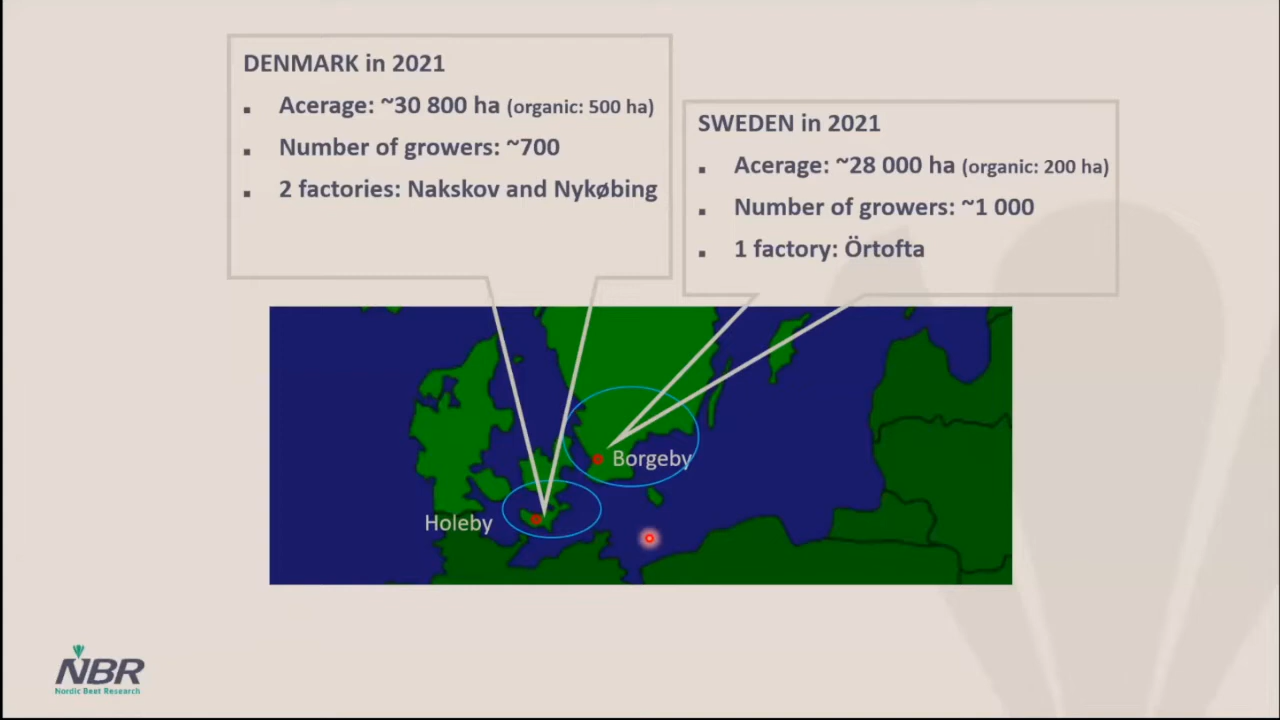 DENMARK in 2021
▪ Acerage: ~30 800 ha (organic: 500 ha)
▪ Number of growers: ~700
▪ 2 factories: Nakskov and Nykøbing
SWEDEN in 2021
▪ Acerage: ~28 000 ha (organic: 200 ha)
▪ Number of growers: ~1 000
▪ 1 factory: Örtofta
Borgeby
Holeby
NBR
Nordic Beet Research